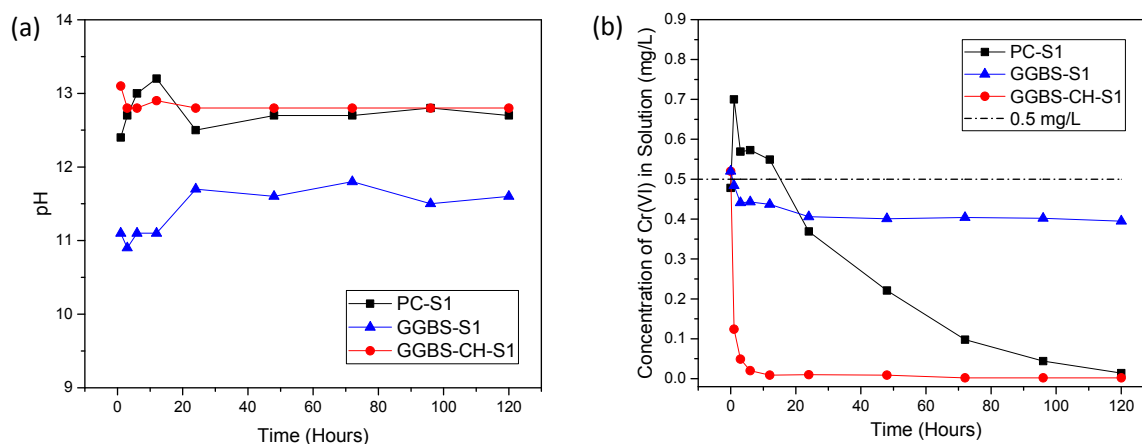 (a)
14
13
12
11
10
9
pH
0 20 40 60 80 100 120
Time (Hours)
PC-S1
GGBS-S1
GGBS-CH-S1
(b)
0.9
0.8
0.7
0.6
0.5
0.4
0.3
0.2
0.1
0.0
Concentration of Cr(VI) in Solution (mg/L)
0 20 40 60 80 100 120
Time (Hours)
PC-S1
GGBS-S1
GGBS-CH-S1
0.5 mg/L